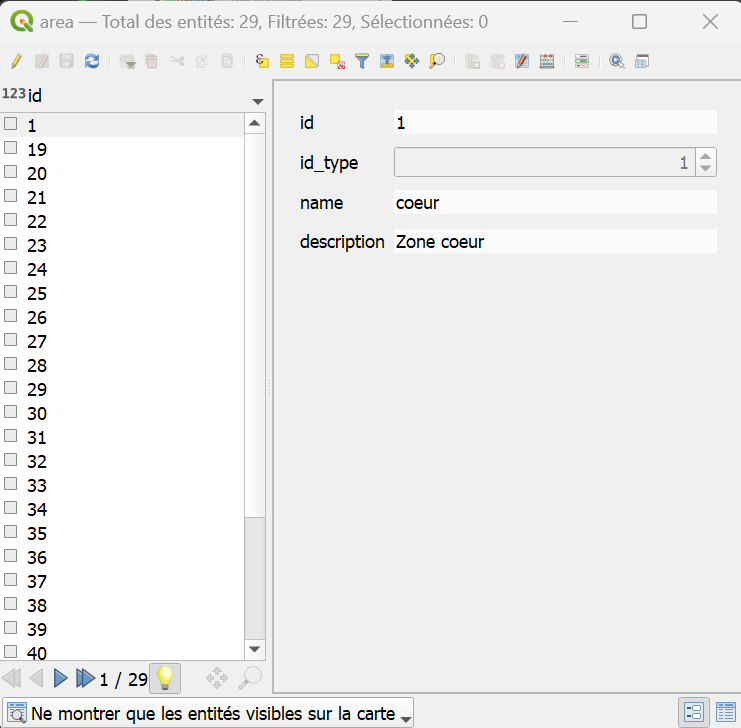 area — Total des entités: 29, Filtrées: 29, Sélectionnées: 0
123 id
1
19
20
21
22
23
24
25
26
27
28
29
30
31
32
33
34
35
36
37
38
39
40
id 1
id_type 1
name coeur
description Zone coeur
1 / 29
Ne montrer que les entités visibles sur la carte